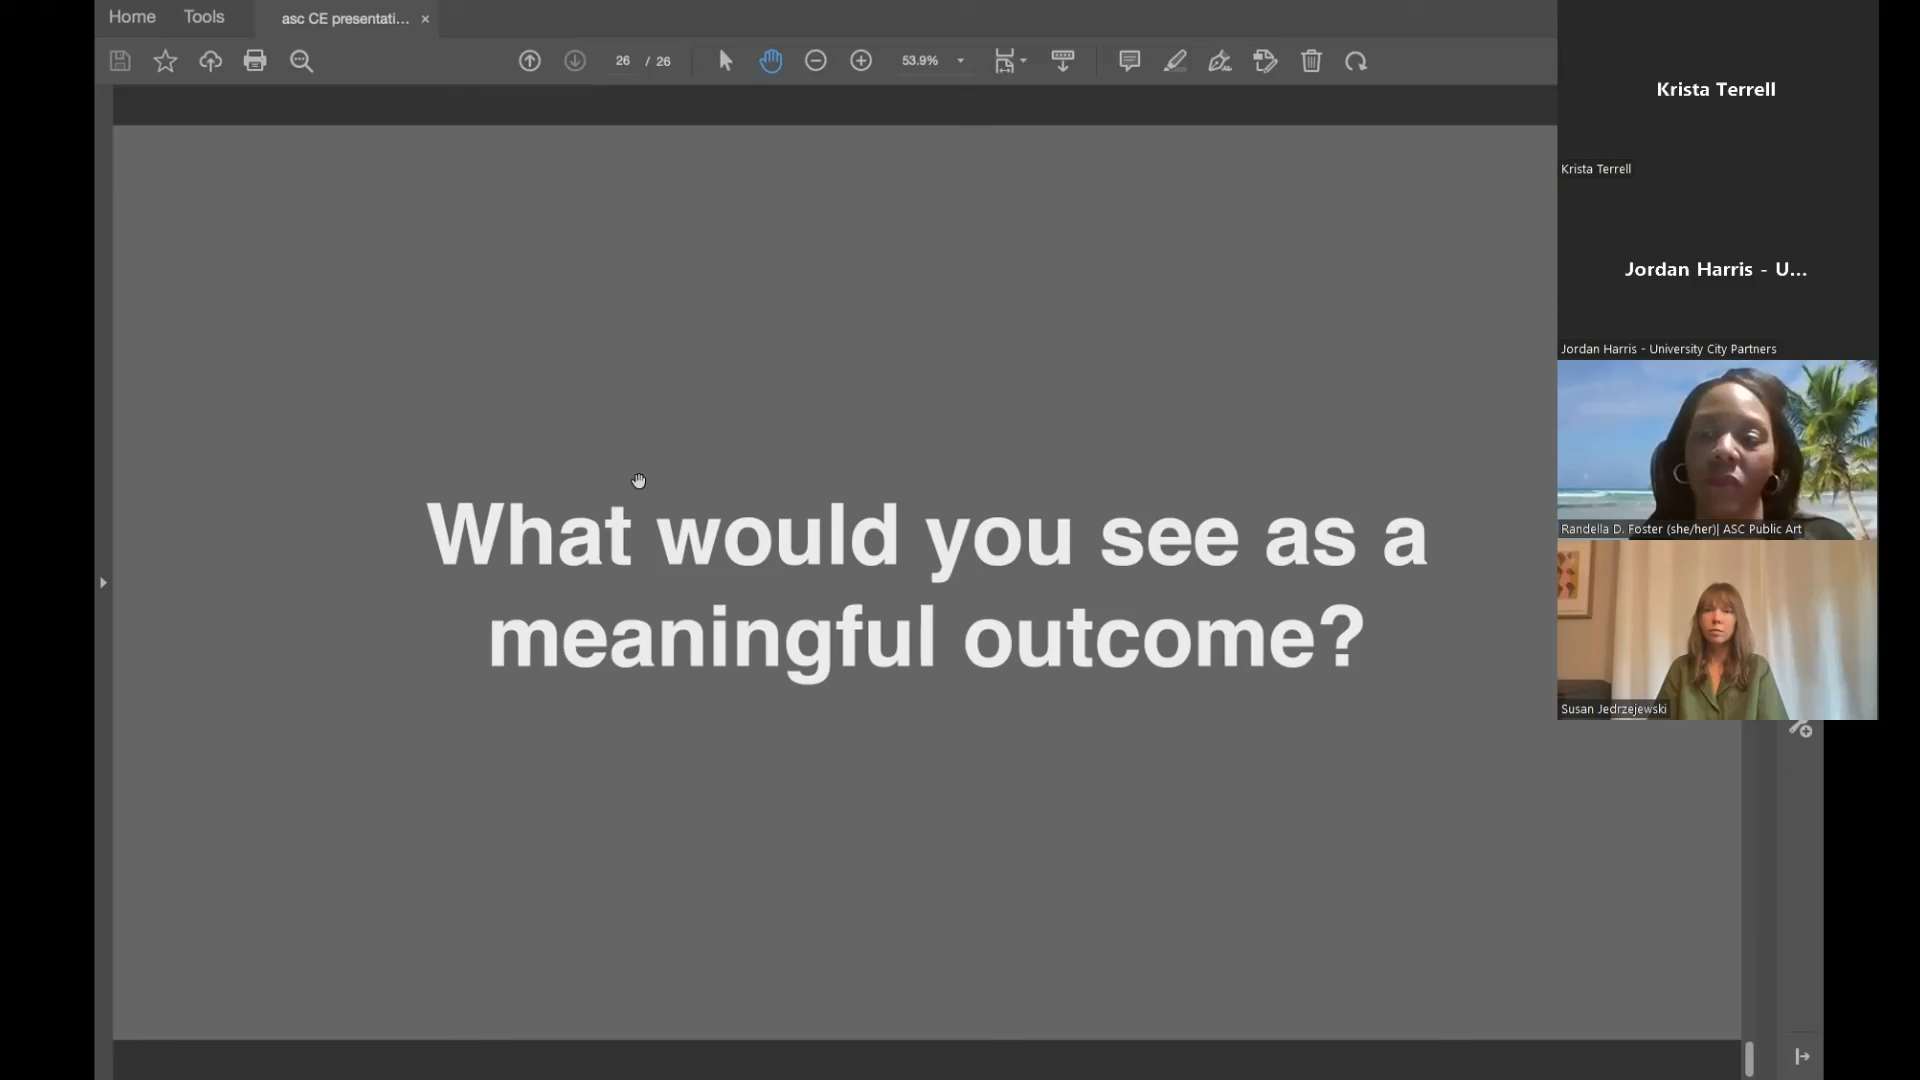 Home Tools asc CE presentati... ×
26 / 26 53.9%
What would you see as a
meaningful outcome?
Krista Terrell
Krista Terrell
Jordan Harris - U...
Jordan Harris - University City Partners
Randella D. Foster (she/her)| ASC Public Art
Susan Jedrzejewski